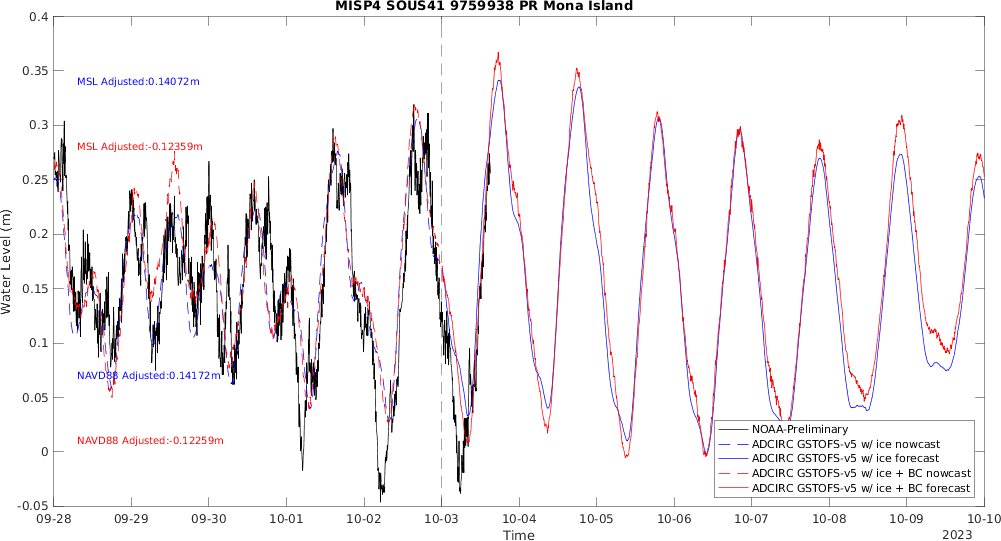 MISP4 SOUS41 9759938 PR Mona Island
0.4
0.35
0.3
0.25
0.2
0.15
0.1
0.05
0
-0.05
Water Level (m)
MSL Adjusted:0.14072m
MSL Adjusted:-0.12359m
NAVD88 Adjusted:0.14172m
NAVD88 Adjusted:-0.12259m
NOAA-Preliminary
ADCIRC GSTOFS-v5 w/ ice nowcast
ADCIRC GSTOFS-v5 w/ ice forecast
ADCIRC GSTOFS-v5 w/ ice + BC nowcast
ADCIRC GSTOFS-v5 w/ ice + BC forecast
09-28 09-29 09-30 10-01 10-02 10-03 10-04 10-05 10-06 10-07 10-08 10-09 10-10
Time
2023